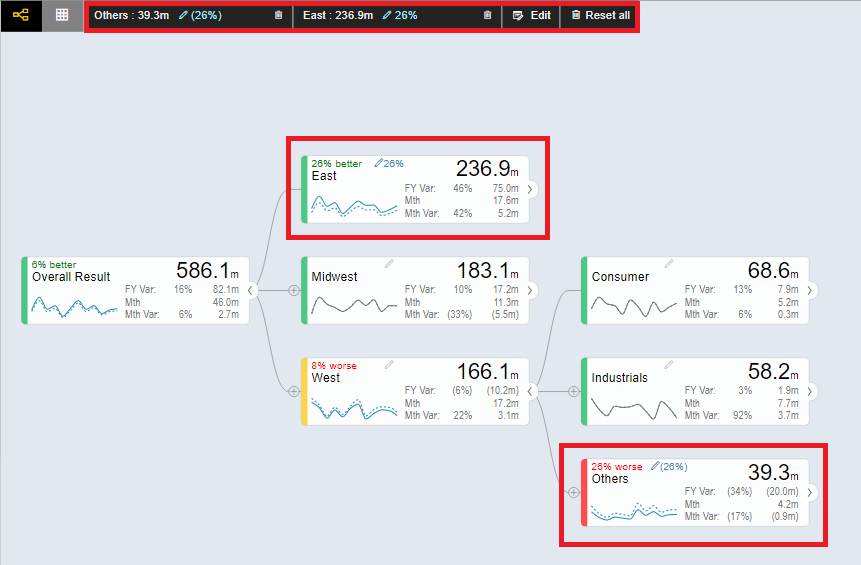 Others : 39.3m (26%) East : 236.9m 26% Edit Reset all
26% better 26% 236.9m
East
FY Var: 46% 75.0m
Mth 17.6m
Mth Var: 42% 5.2m
6% better 586.1m
Overall Result
FY Var: 16% 82.1m
Mth 46.0m
Mth Var: 6% 2.7m
183.1m
Midwest
FY Var: 10% 17.2m
Mth 11.3m
Mth Var: (33%) (5.5m)
68.6m
Consumer
FY Var: 13% 7.9m
Mth 5.2m
Mth Var: 6% 0.3m
8% worse 166.1m
West
FY Var: (6%) (10.2m)
Mth 17.2m
Mth Var: 22% 3.1m
58.2m
Industrials
FY Var: 3% 1.9m
Mth 7.7m
Mth Var: 92% 3.7m
26% worse (26%) 39.3m
Others
FY Var: (34%) (20.0m)
Mth 4.2m
Mth Var: (17%) (0.9m)